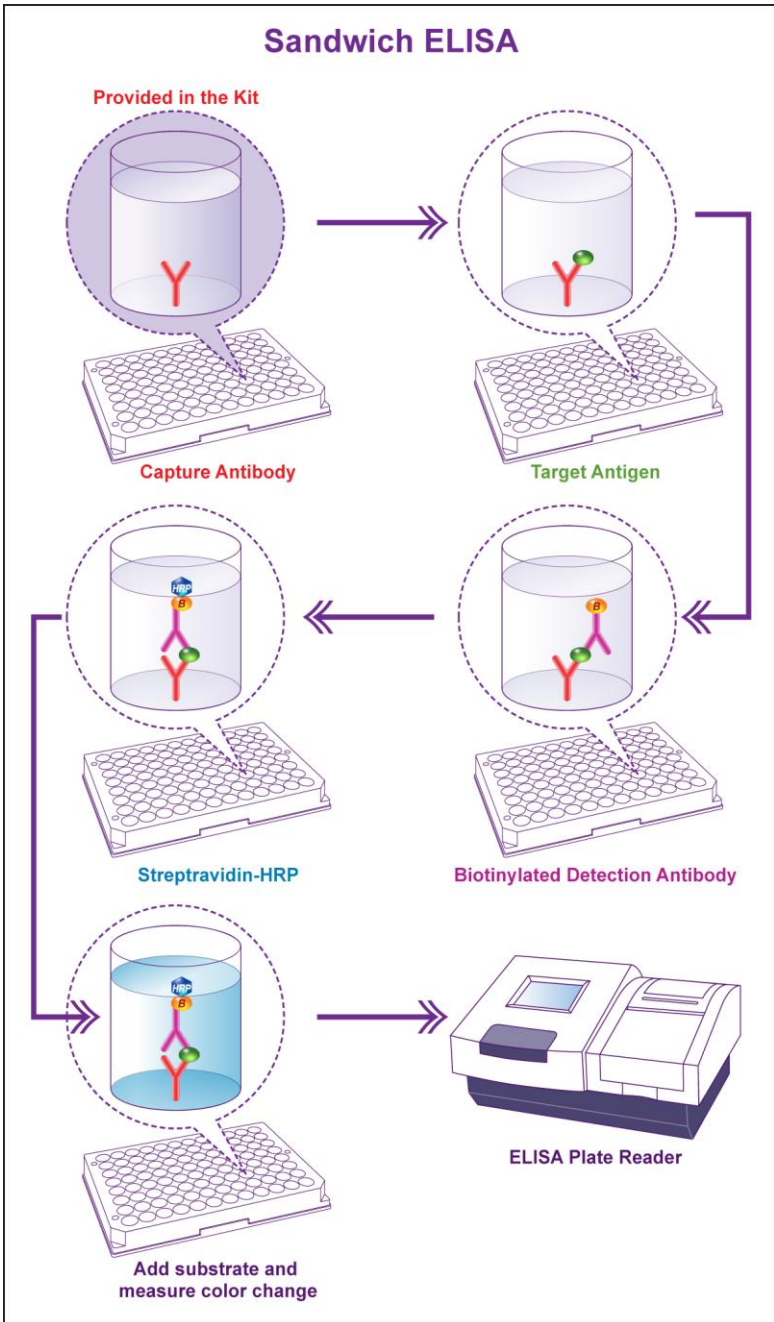 Sandwich ELISA
Provided in the Kit
Capture Antibody
Target Antigen
B
HRP
B
Streptravidin-HRP
Biotinylated Detection Antibody
HRP
B
ELISA Plate Reader
Add substrate and
measure color change